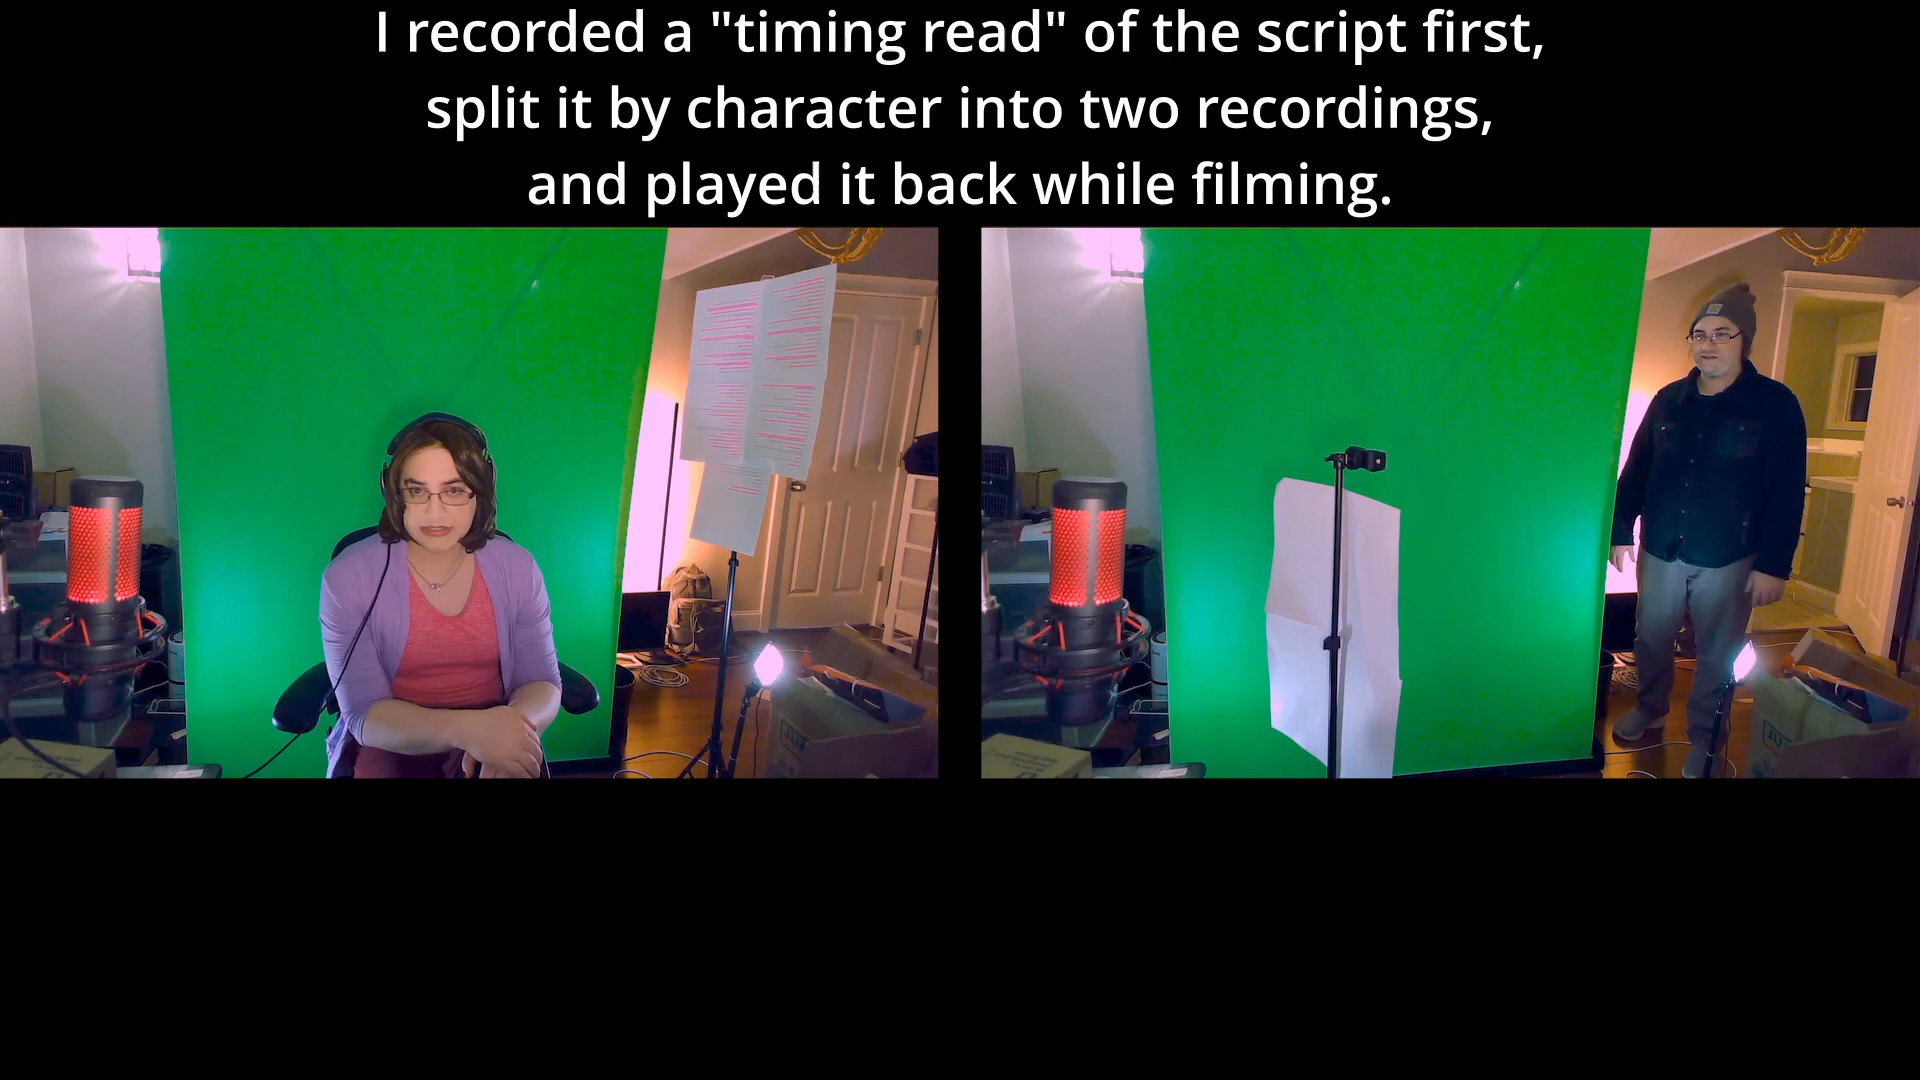 I recorded a "timing read" of the script first,
split it by character into two recordings,
and played it back while filming.